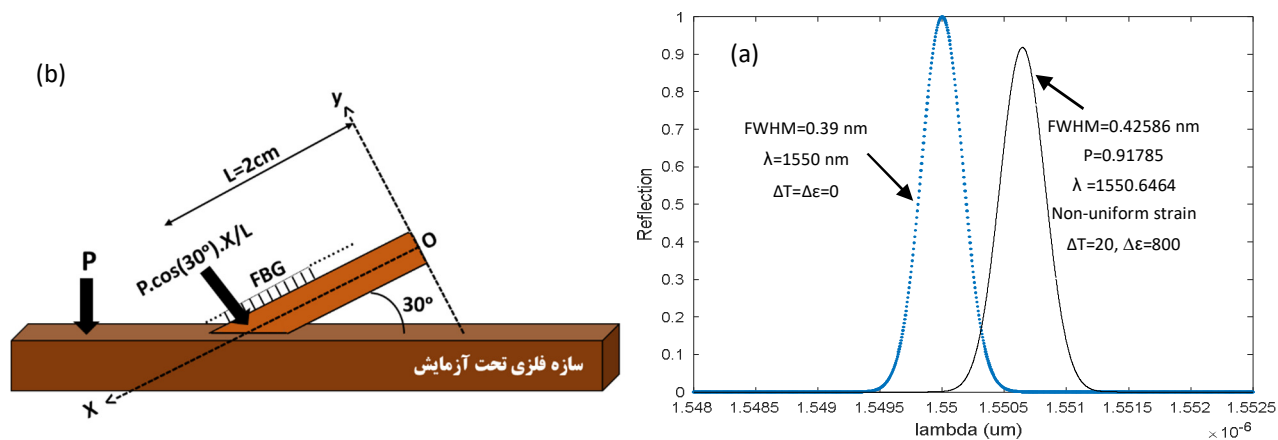 (b)
y
L=2cm
P.cos(30°).X/L
FBG
O
P
30°
سازه فلزی تحت آزمایش
X
(a)
1
0.9
0.8
0.7
0.6
0.5
0.4
0.3
0.2
0.1
0
Reflection
FWHM=0.39 nm
λ=1550 nm
ΔT=Δε=0
FWHM=0.42586 nm
P=0.91785
λ =1550.6464
Non-uniform strain
ΔT=20, Δε=800
1.548 1.5485 1.549 1.5495 1.55 1.5505 1.551 1.5515 1.552 1.5525
lambda (um)
×10⁻⁶